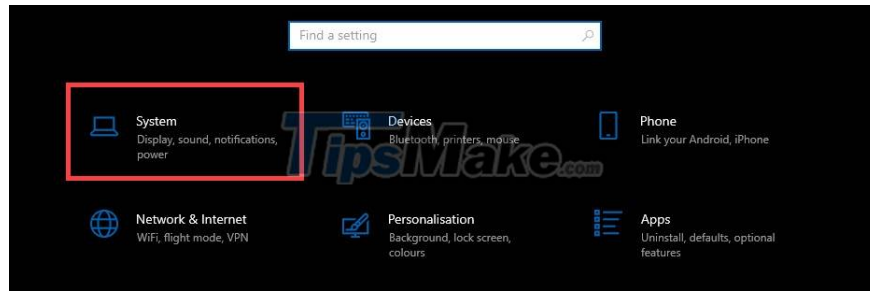 Find a setting
System
Display, sound, notifications,
power
Devices
Bluetooth, printers, mouse
Phone
Link your Android, iPhone
TipsMake.com
Network & Internet
WiFi, flight mode, VPN
Personalisation
Background, lock screen,
colours
Apps
Uninstall, defaults, optional
features